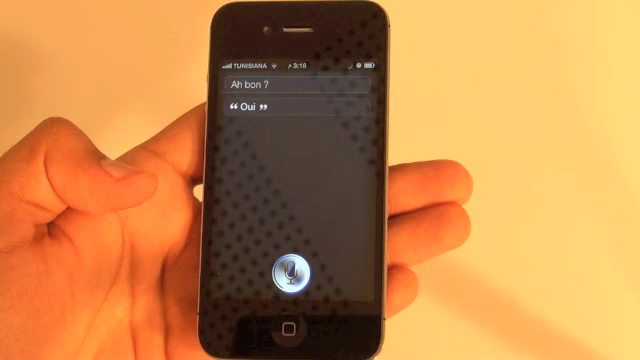 TUNISIANA 3:18
Ah bon ?
“ Oui ”